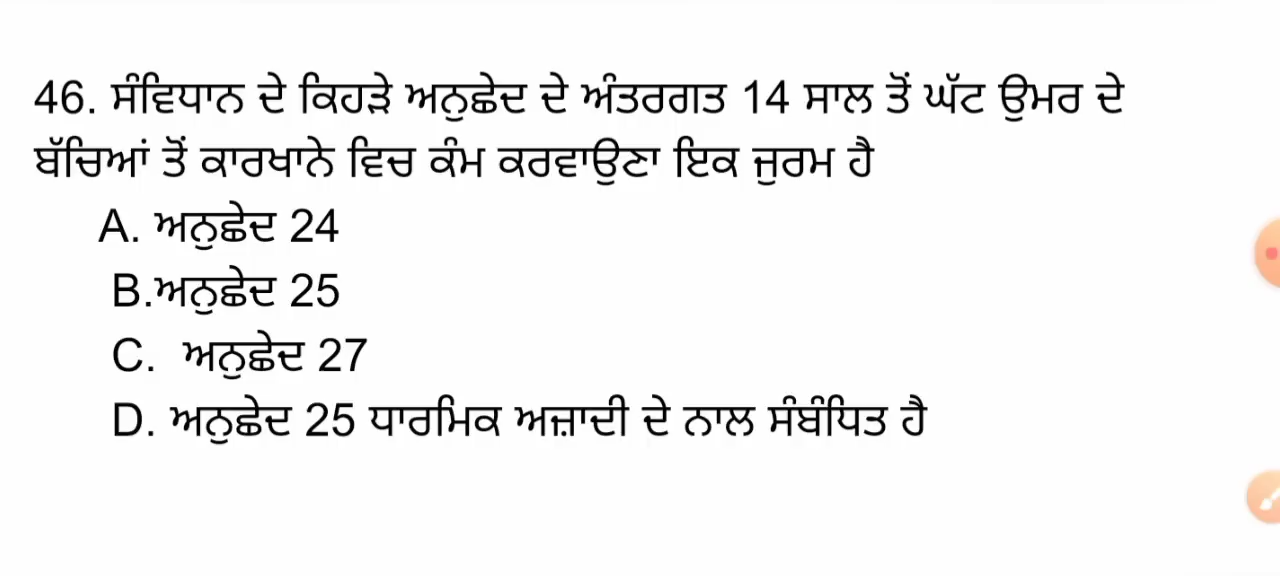 46. ਸੰਵਿਧਾਨ ਦੇ ਕਿਹੜੇ ਅਨੁਛੇਦ ਦੇ ਅੰਤਰਗਤ 14 ਸਾਲ ਤੋਂ ਘੱਟ ਉਮਰ ਦੇ
ਬੱਚਿਆਂ ਤੋਂ ਕਾਰਖਾਨੇ ਵਿਚ ਕੰਮ ਕਰਵਾਉਣਾ ਇਕ ਜੁਰਮ ਹੈ
A. ਅਨੁਛੇਦ 24
B.ਅਨੁਛੇਦ 25
C. ਅਨੁਛੇਦ 27
D. ਅਨੁਛੇਦ 25 ਧਾਰਮਿਕ ਅਜ਼ਾਦੀ ਦੇ ਨਾਲ ਸੰਬੰਧਿਤ ਹੈ